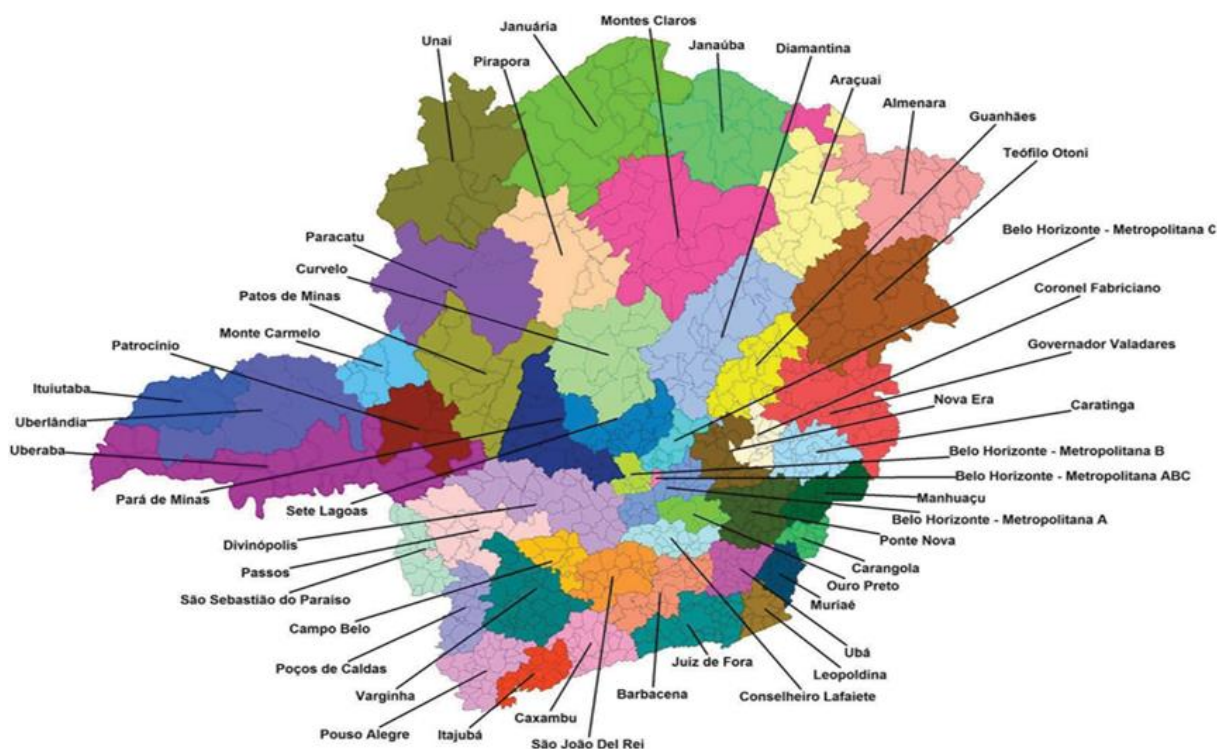 Montes Claros
Januária
Unai
Janaúba
Diamantina
Pirapora
Araçuai
Almenara
Guanhães
Teófilo Otoni
Belo Horizonte - Metropolitana C
Paracatu
Curvelo
Coronel Fabriciano
Patos de Minas
Monte Carmelo
Governador Valadares
Patrocínio
Ituiutaba
Nova Era
Caratinga
Uberlândia
Uberaba
Belo Horizonte - Metropolitana B
Belo Horizonte - Metropolitana ABC
Pará de Minas
Manhuaçu
Sete Lagoas
Belo Horizonte - Metropolitana A
Ponte Nova
Divinópolis
Carangola
Passos
Ouro Preto
São Sebastião do Paraíso
Muriaé
Campo Belo
Ubá
Poços de Caldas
Juiz de Fora
Leopoldina
Varginha
Barbacena
Conselheiro Lafaiete
Caxambu
Pouso Alegre
Itajubá
São João Del Rei